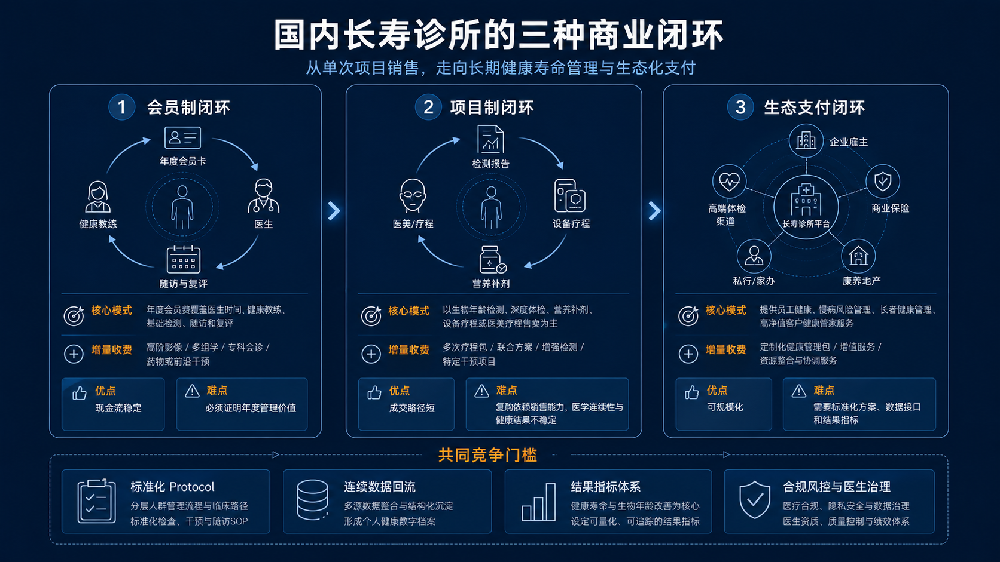 国内长寿诊所的三种商业闭环
从单次项目销售，走向长期健康寿命管理与生态化支付
1 会员制闭环
年度会员卡
健康教练
医生
随访与复评
核心模式
年度会员费覆盖医生时间、健康教练、
基础检测、随访和复评
增量收费
高阶影像 / 多组学 / 专科会诊 /
药物或前沿干预
优点
现金流稳定
难点
必须证明年度管理价值
2 项目制闭环
检测报告
医美/疗程
设备疗程
营养补剂
核心模式
以生物年龄检测、深度体检、营养补剂、
设备疗程或医美疗程售卖为主
增量收费
多次疗程包 / 联合方案 / 增强检测 /
特定干预项目
优点
成交路径短
难点
复购依赖销售能力，医学连续性与
健康结果不稳定
3 生态支付闭环
企业雇主
高端体检
渠道
商业保险
长寿诊所平台
私行/家办
康养地产
核心模式
提供员工健康、慢病风险管理、长者健康管理、
高净值客户健康管家服务
增量收费
定制化健康管理包 / 增值服务 /
资源整合与协调服务
优点
可规模化
难点
需要标准化方案、数据接口
和结果指标
共同竞争门槛
标准化 Protocol
分层人群管理流程与临床路径
标准化检查、干预与随访SOP
连续数据回流
多源数据整合与结构化沉淀
形成个人健康数字档案
结果指标体系
健康寿命与生物年龄改善为核心
设定可量化、可追踪的结果指标
合规风控与医生治理
医疗合规、隐私安全与数据治理
医生资质、质量控制与绩效体系